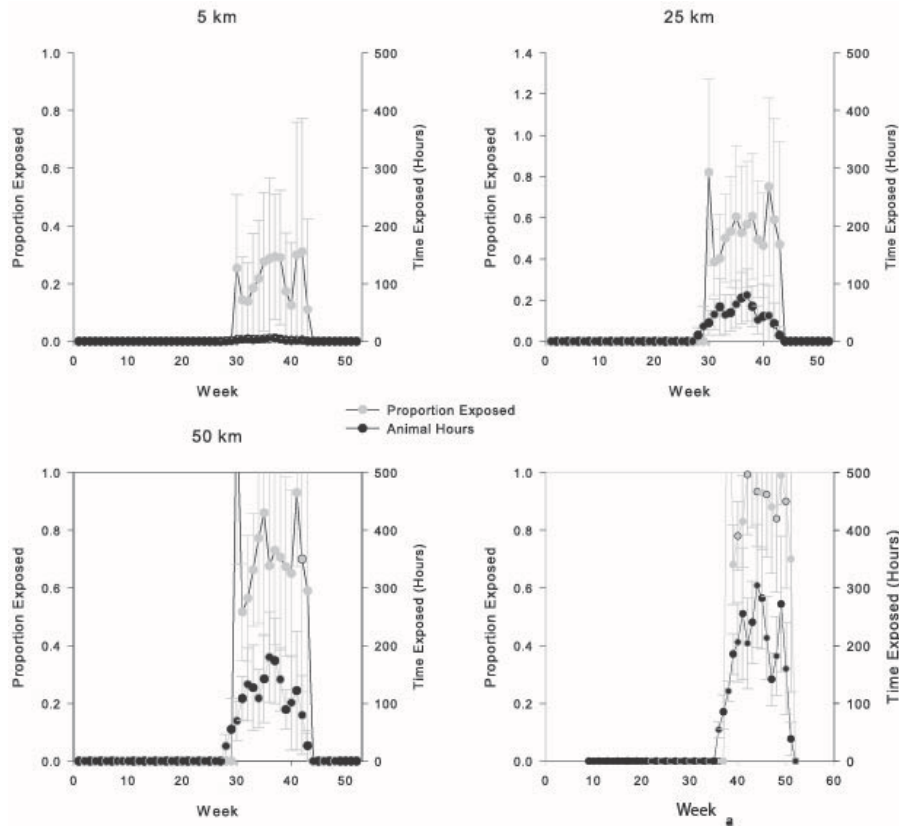 5 km
25 km
1.0
0.8
0.6
0.4
0.2
0.0
500
400
300
200
100
0
Proportion Exposed
Time Exposed (Hours)
0 10 20 30 40 50
Week
1.4
1.2
1.0
0.8
0.6
0.4
0.2
0.0
500
400
300
200
100
0
Proportion Exposed
Time Exposed (Hours)
0 10 20 30 40 50
Week
Proportion Exposed
Animal Hours
50 km
1.0
0.8
0.6
0.4
0.2
0.0
500
400
300
200
100
0
Proportion Exposed
Time Exposed (Hours)
0 10 20 30 40 50
Week
1.0
0.8
0.6
0.4
0.2
0.0
500
400
300
200
100
0
Proportion Exposed
Time Exposed (Hours)
0 10 20 30 40 50 60
Week
a